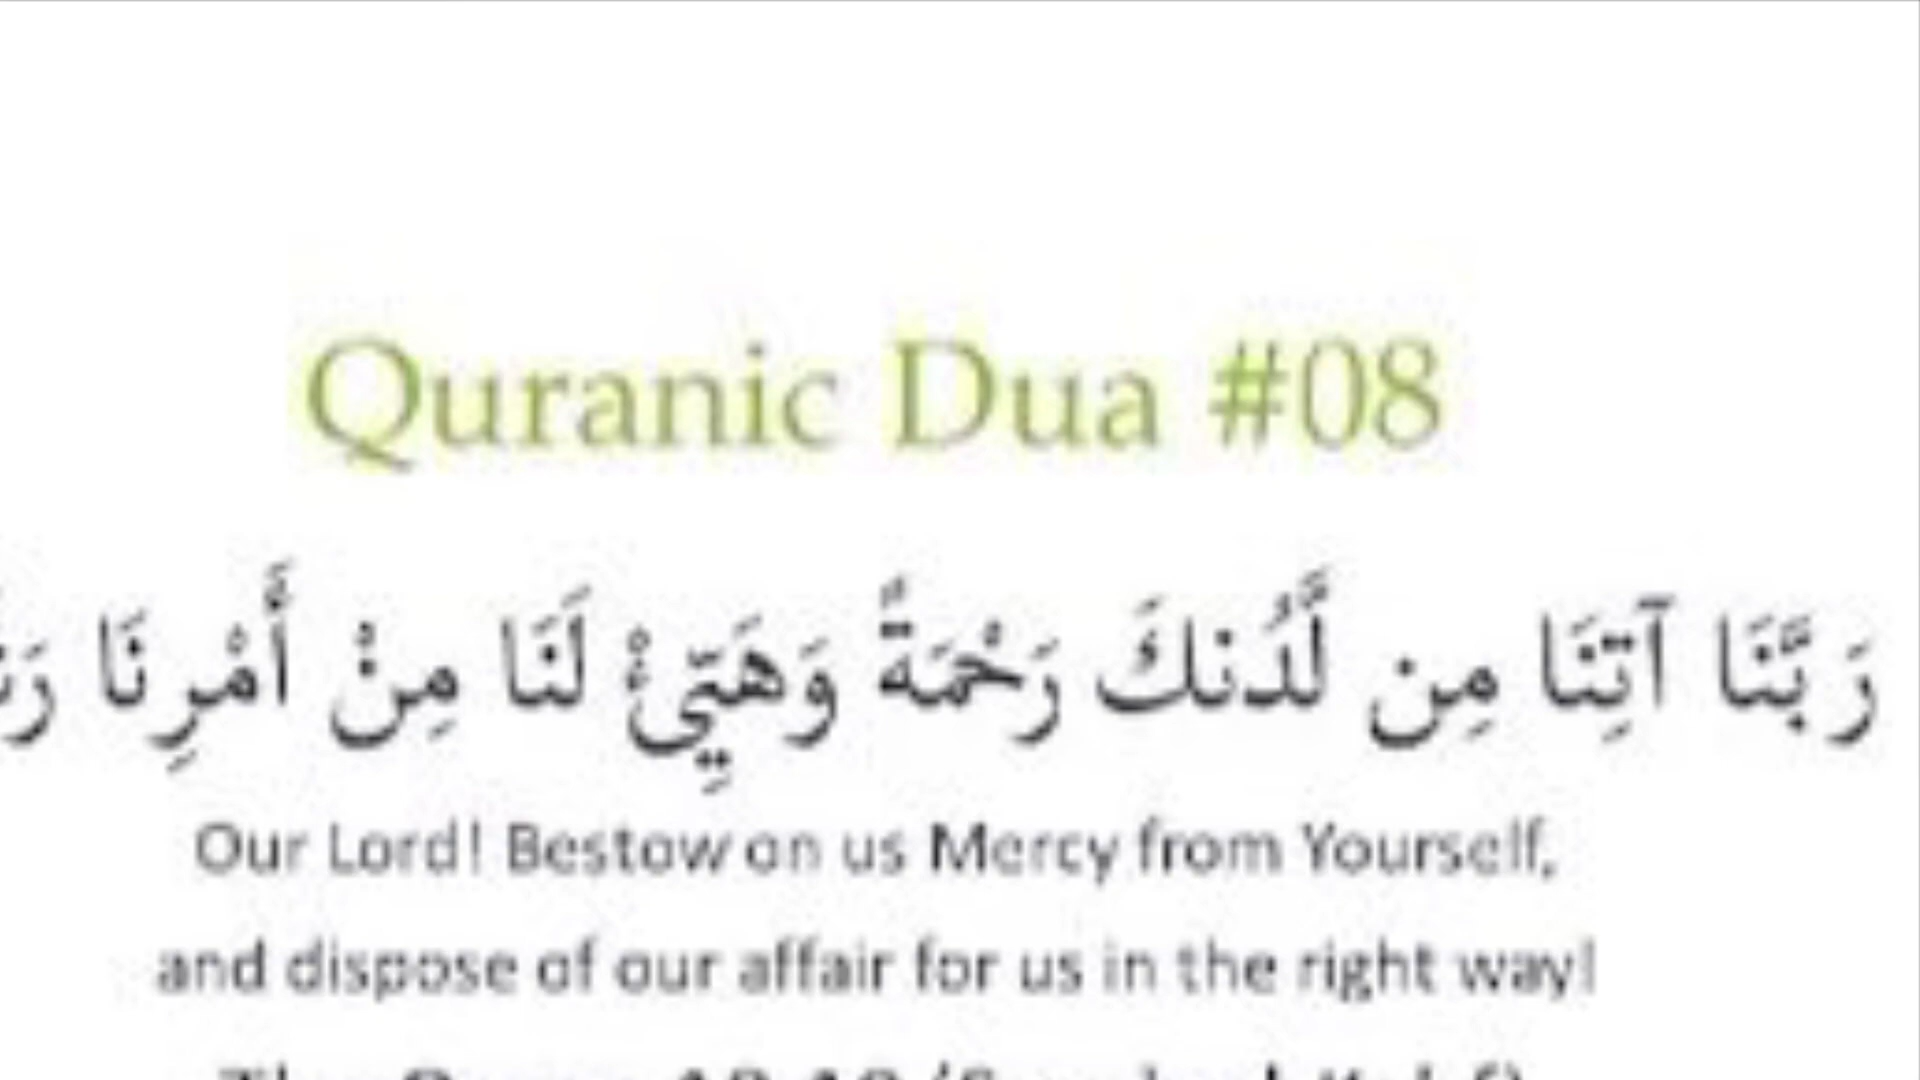 Quranic Dua #08
رَبَّنَا آتِنَا مِن لَّدُنكَ رَحْمَةً وَهَيِّئْ لَنَا مِنْ أَمْرِنَا
Our Lord! Bestow on us Mercy from Yourself,
and dispose of our affair for us in the right way!